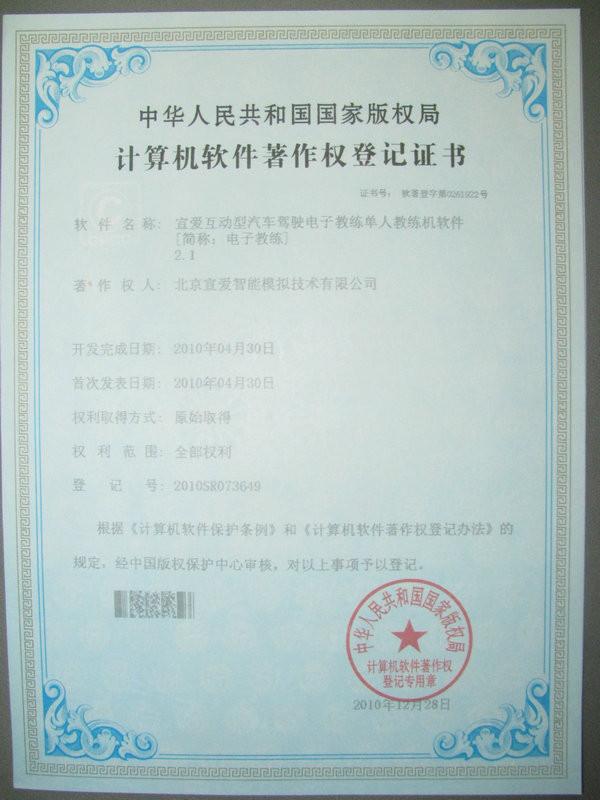 中华人民共和国国家版权局
计算机软件著作权登记证书
证书号： 软著登字第0261922号
软件名称： 宣爱互动型汽车驾驶电子教练单人教练机软件
[简称：电子教练]
2.1
著作权人： 北京宣爱智能模拟技术有限公司
开发完成日期： 2010年04月30日
首次发表日期： 2010年04月30日
权利取得方式： 原始取得
权利范围： 全部权利
登记号： 2010SR073649
根据《计算机软件保护条例》和《计算机软件著作权登记办法》的
规定，经中国版权保护中心审核，对以上事项予以登记。
中华人民共和国国家版权局
计算机软件著作权
登记专用章
2010年12月28日